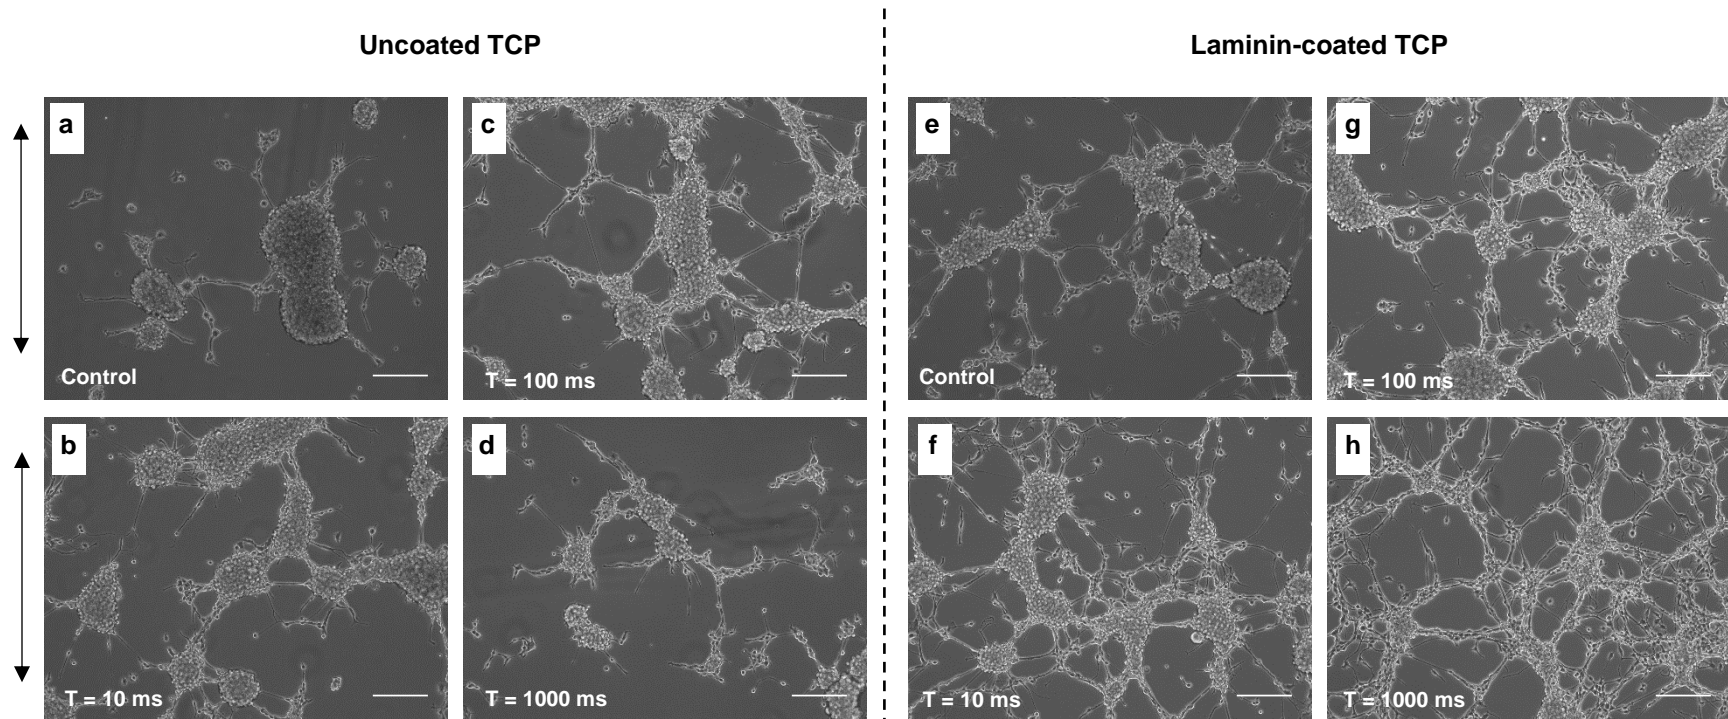 Uncoated TCP
Laminin-coated TCP
a
c
e
g
Control
T = 100 ms
Control
T = 100 ms
b
d
f
h
T = 10 ms
T = 1000 ms
T = 10 ms
T = 1000 ms